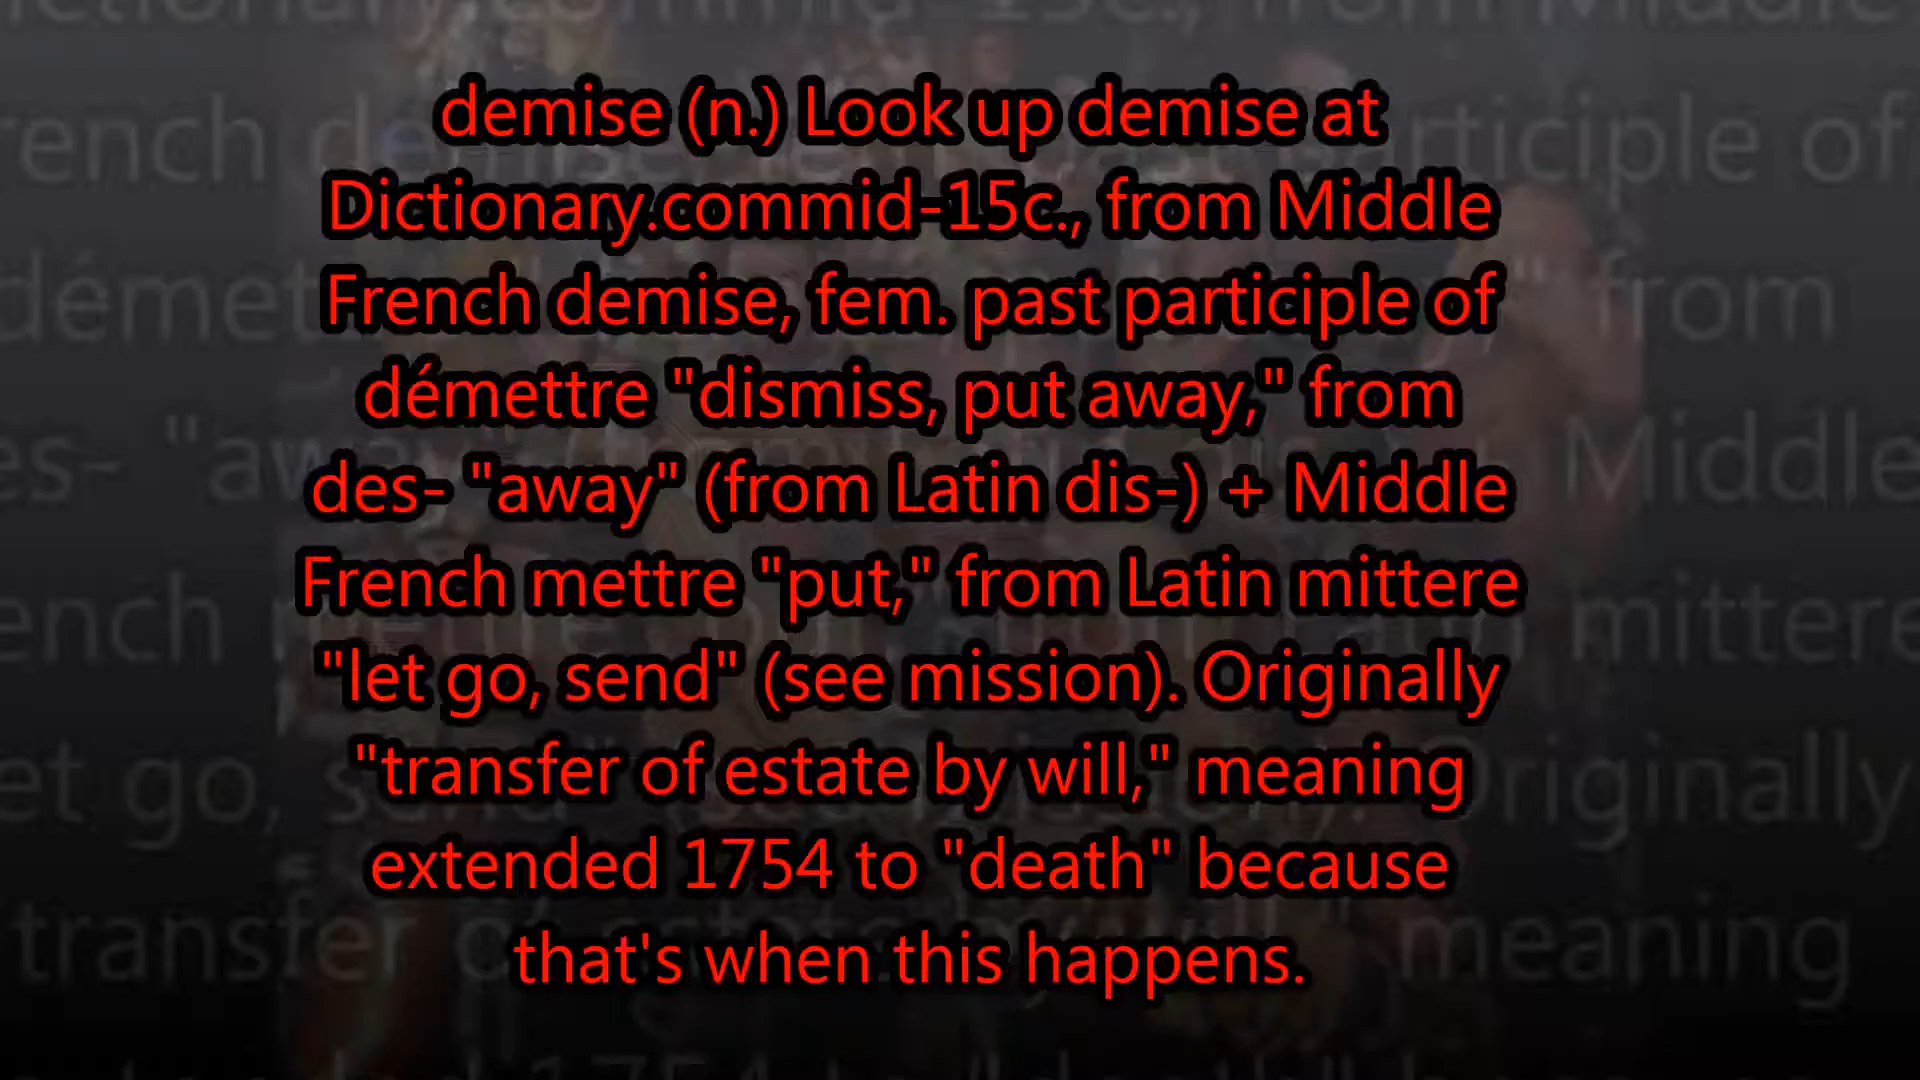 demise (n.) Look up demise at
Dictionary.commid-15c., from Middle
French demise, fem. past participle of
démettre "dismiss, put away," from
des- "away" (from Latin dis-) + Middle
French mettre "put," from Latin mittere
"let go, send" (see mission). Originally
"transfer of estate by will," meaning
extended 1754 to "death" because
that's when this happens.